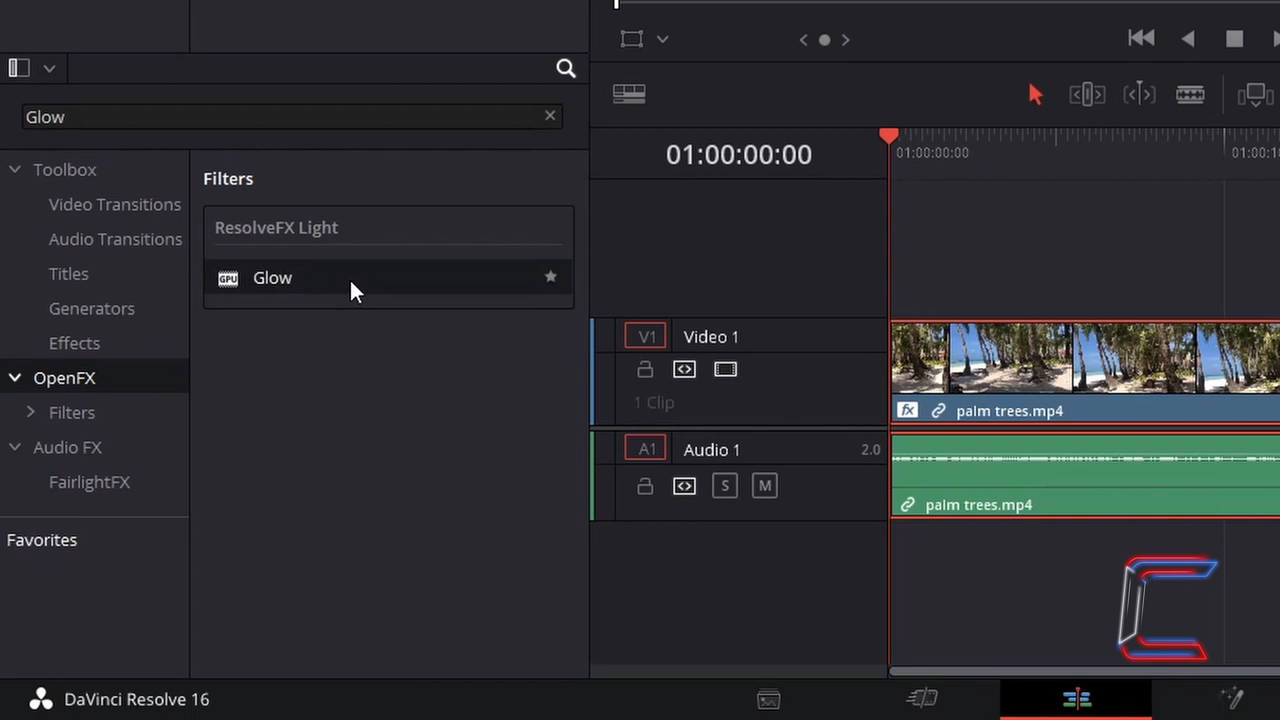 Glow
Toolbox
Video Transitions
Audio Transitions
Titles
Generators
Effects
OpenFX
Filters
Audio FX
FairlightFX
Favorites
Filters
ResolveFX Light
GPU Glow
01:00:00:00
01:00:00:00
01:00:1
V1 Video 1
1 Clip
fx palm trees.mp4
A1 Audio 1 2.0
S M
palm trees.mp4
C
DaVinci Resolve 16